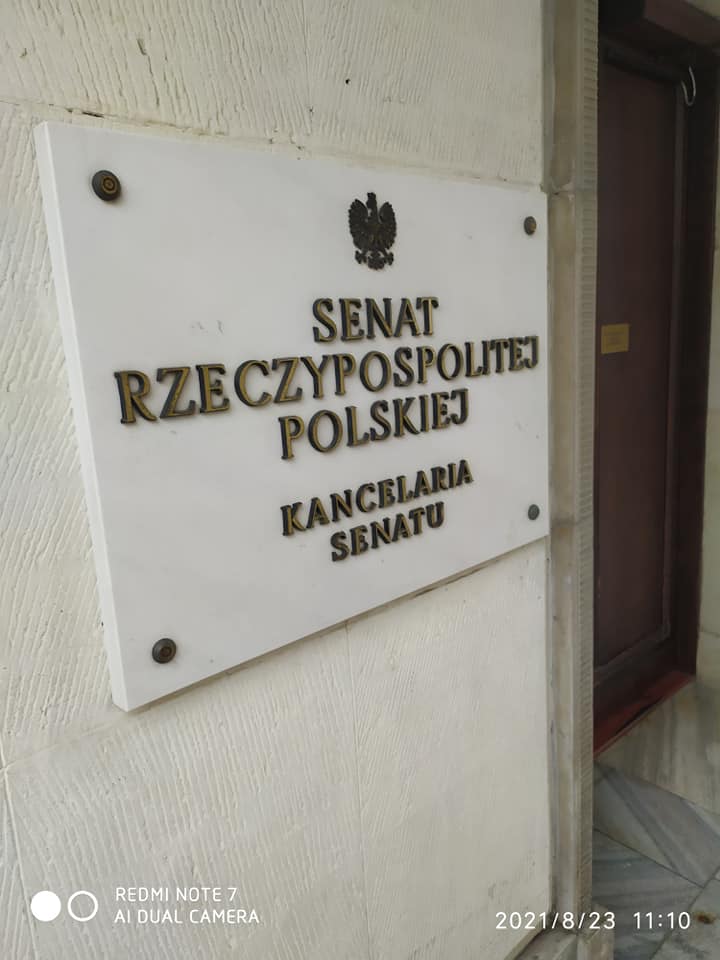 SENAT
RZECZYPOSPOLITEJ
POLSKIEJ
KANCELARIA
SENATU
REDMI NOTE 7
AI DUAL CAMERA
2021/8/23 11:10